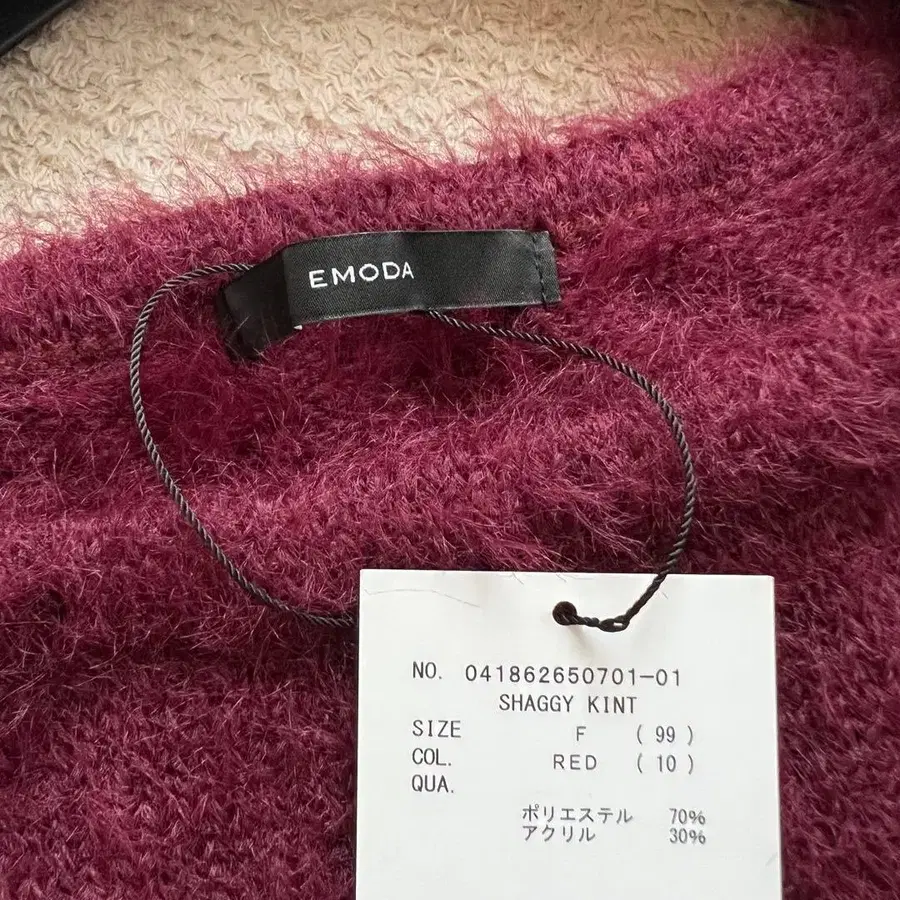 EMODA
NO. 041862650701-01
SHAGGY KINT
SIZE F ( 99 )
COL. RED ( 10 )
QUA.
ポリエステル 70%
アクリル 30%